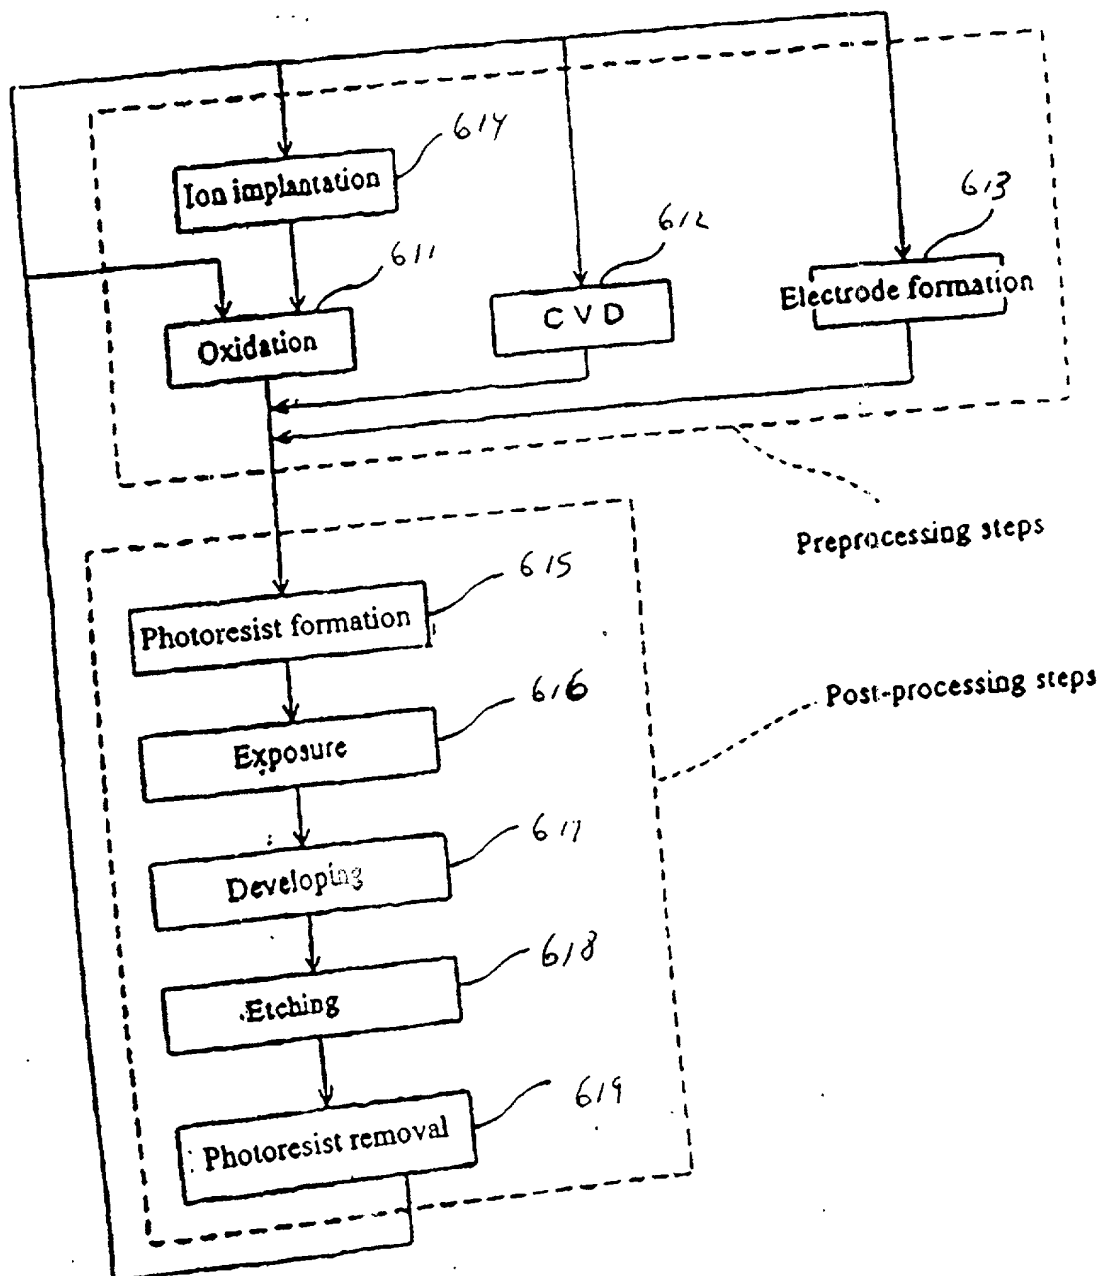 614
Ion implantation
613
612
611
Electrode formation
CVD
Oxidation
Preprocessing steps
615
Photoresist formation
616
Post-processing steps
Exposure
617
Developing
618
Etching
619
Photoresist removal